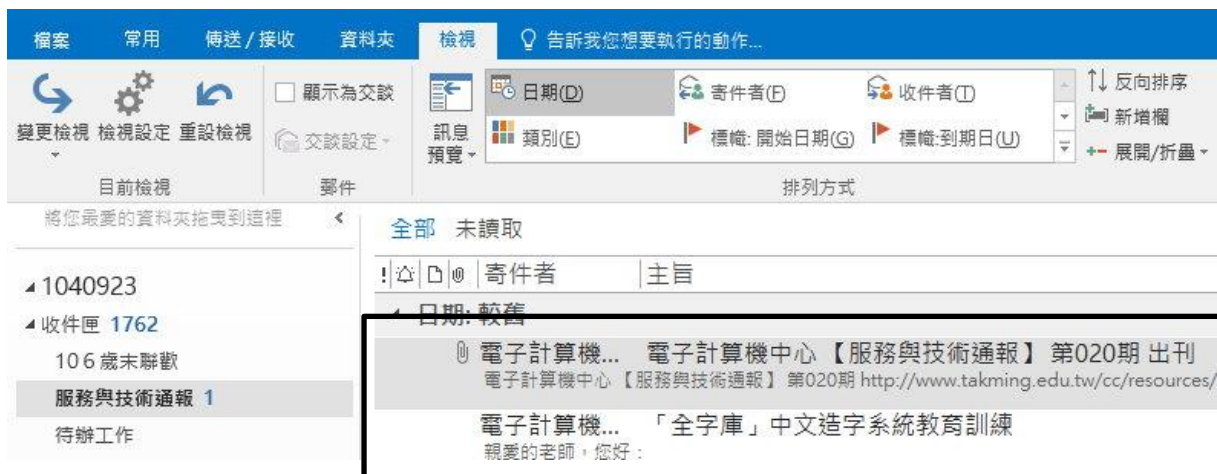 檔案 常用 傳送 / 接收 資料夾 檢視 告訴我您想要執行的動作...
變更檢視 檢視設定 重設檢視
顯示為交談
交談設定
訊息預覽
日期(D) 寄件者(F) 收件者(T)
類別(E) 標幟: 開始日期(G) 標幟:到期日(U)
反向排序
新增欄
展開/折疊
目前檢視 郵件 排列方式
將您最愛的資料夾拖曳到這裡
1040923
收件匣 1762
106歲末聯歡
服務與技術通報 1
待辦工作
全部 未讀取
寄件者 主旨
日期: 較舊
電子計算機... 電子計算機中心【服務與技術通報】 第020期 出刊
電子計算機中心【服務與技術通報】 第020期 http://www.takming.edu.tw/cc/resources/
電子計算機... 「全字庫」中文造字系統教育訓練
親愛的老師，您好：